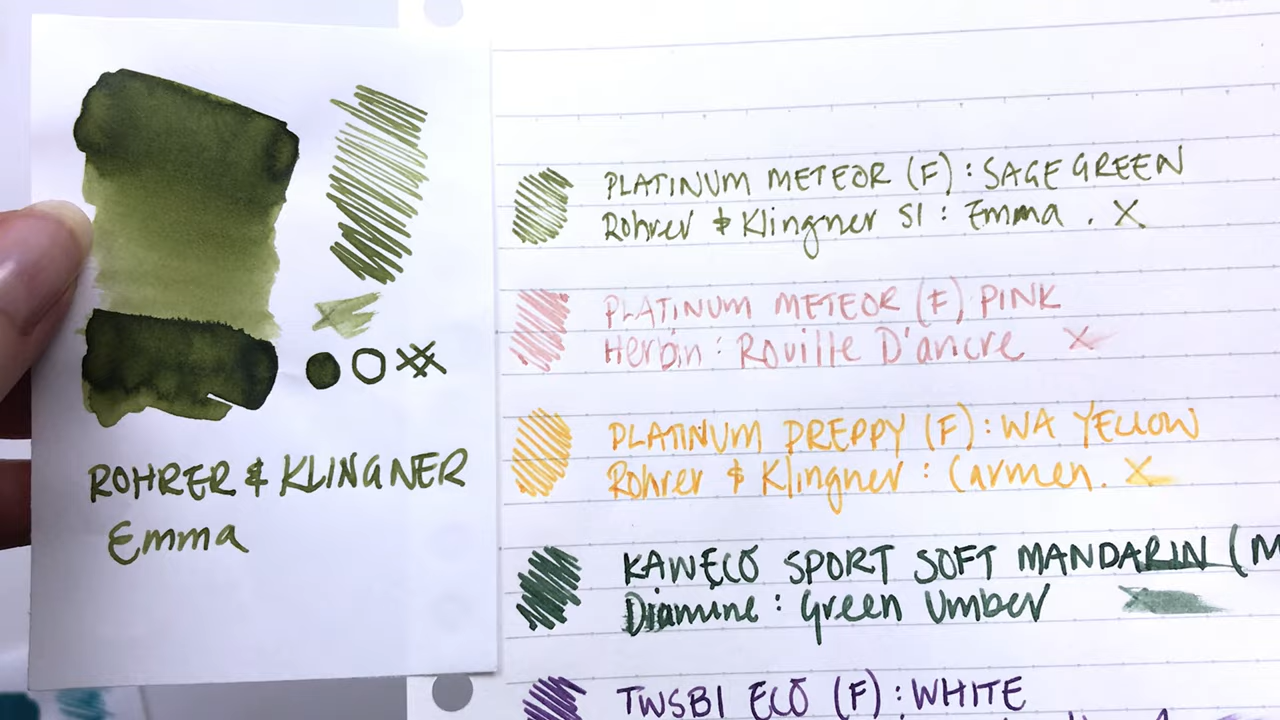 ROHRER & KLINGNER
Emma
PLATINUM METEOR (F) : SAGE GREEN
Rohrer & Klingner SI : Emma . X
PLATINUM METEOR (F) PINK
Herbin : Rouille D'ancre X
PLATINUM PREPPY (F) : WA YELLOW
Rohrer & Klingner : Carmen. X
KAWECO SPORT SOFT MANDARIN (M
Diamine : Green Umber
TWSBI ECO (F) : WHITE